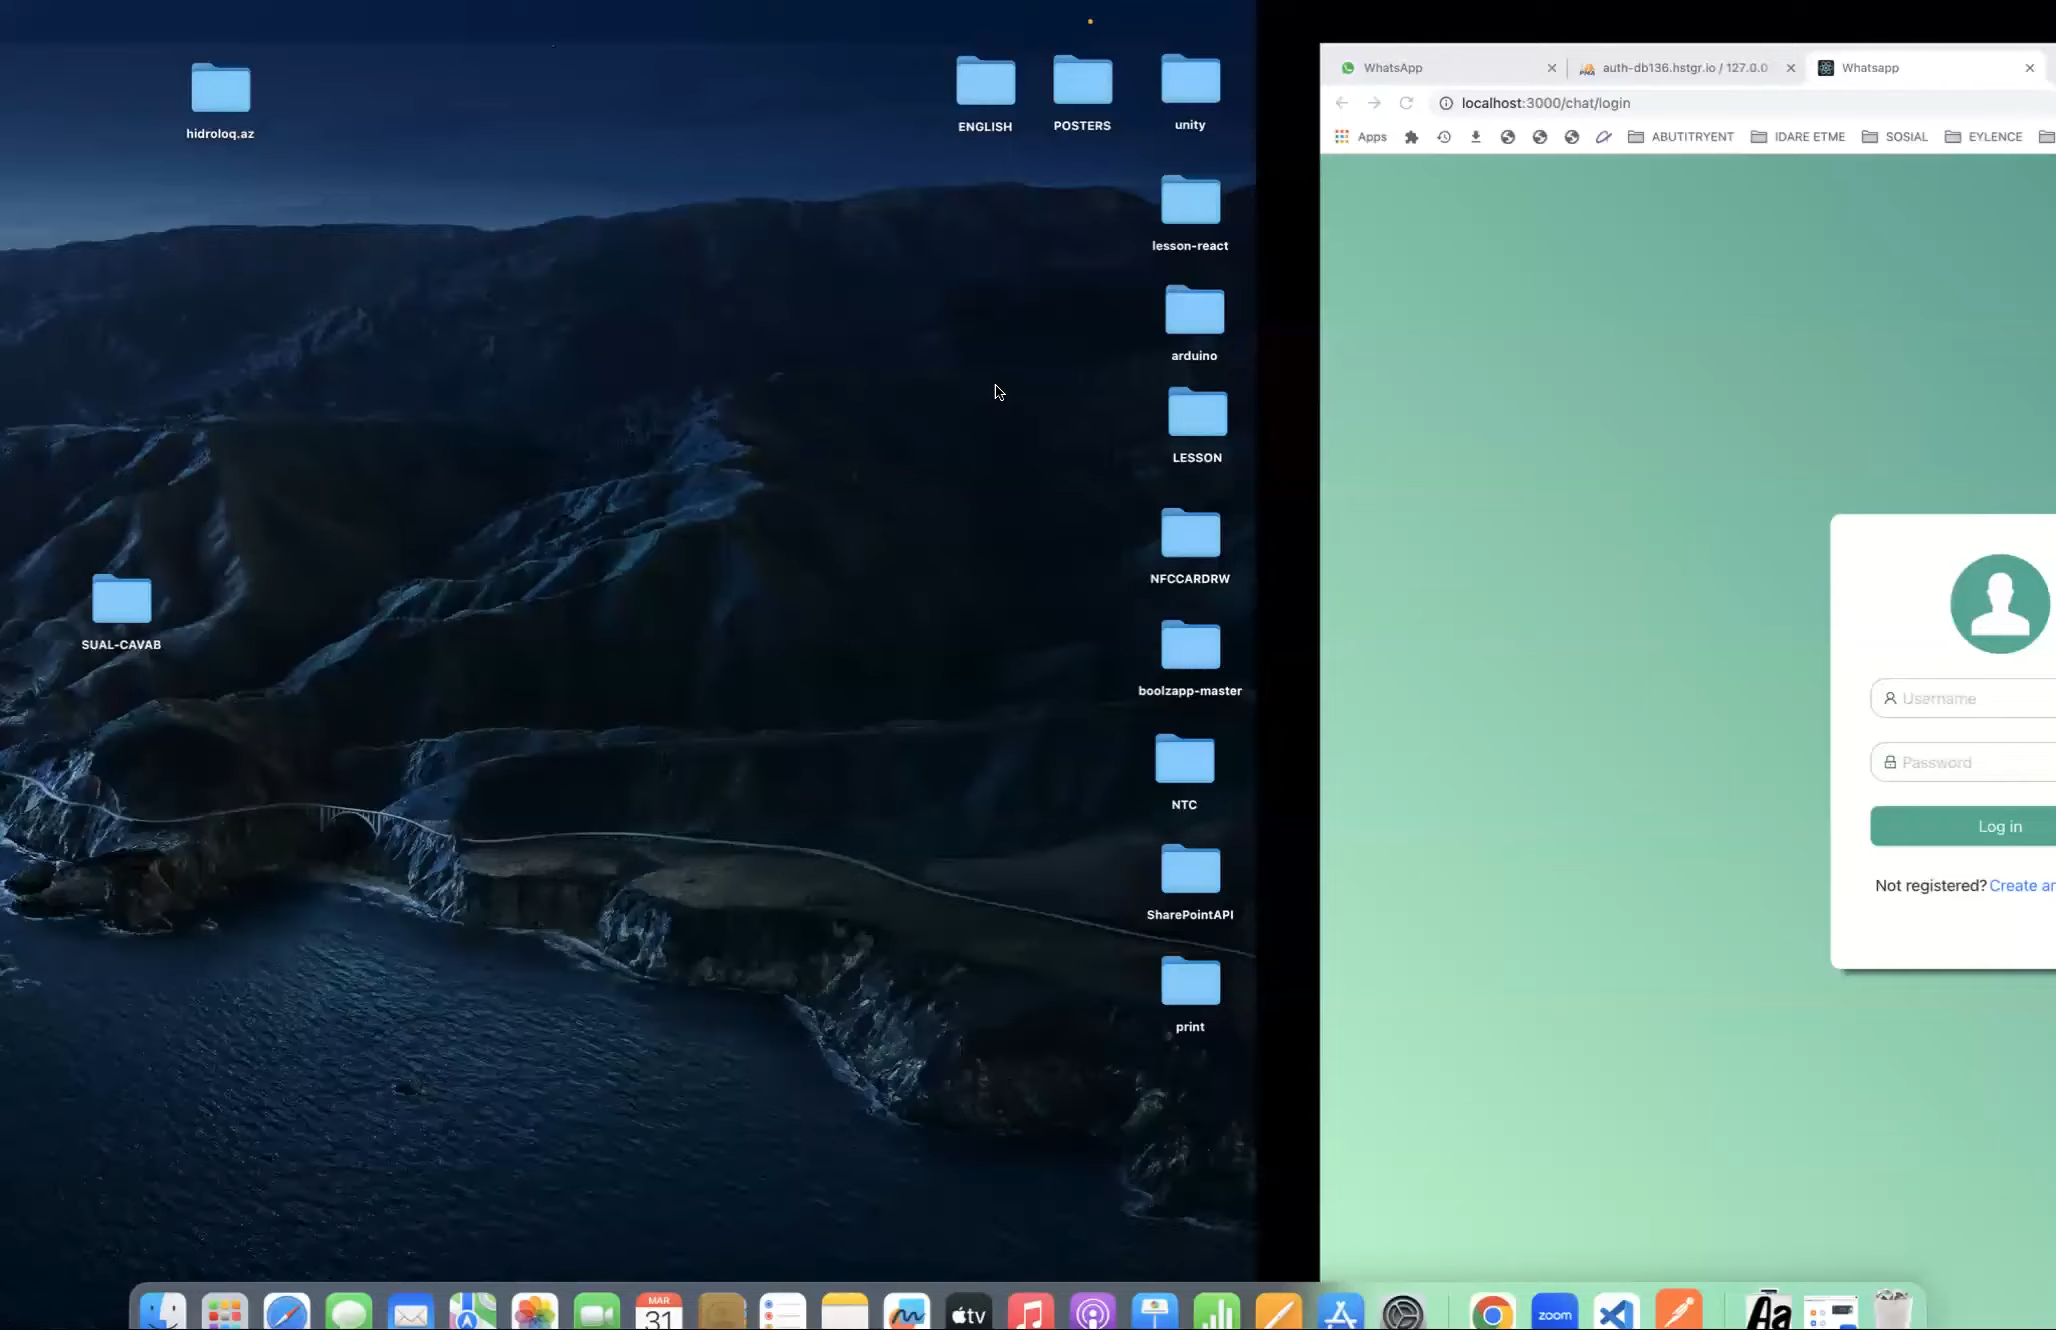 hidroloq.az
ENGLISH
POSTERS
unity
lesson-react
arduino
LESSON
NFCCARDRW
boolzapp-master
NTC
SharePointAPI
print
SUAL-CAVAB
WhatsApp
auth-db136.hstgr.io / 127.0.0
Whatsapp
localhost:3000/chat/login
Apps
ABUTITRYENT
IDARE ETME
SOSIAL
EYLENCE
Username
Password
Log in
Not registered? Create an
MAR
31
tv
zoom
Aa